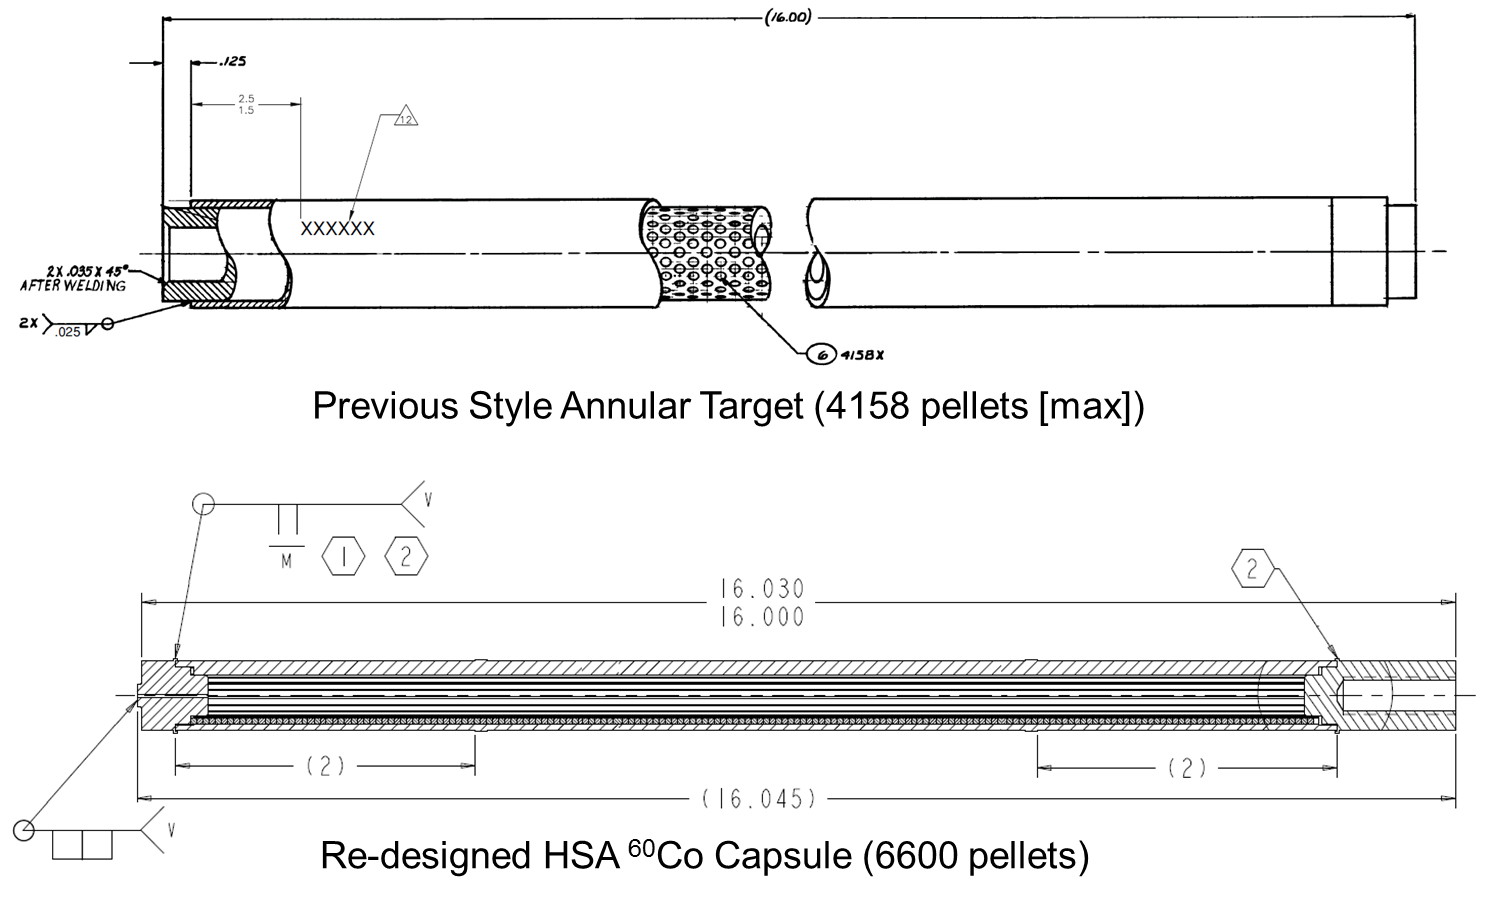 (16.00)
.125
2.5
1.5
12
XXXXXX
2X .035 X 45°
AFTER WELDING
2X .025 V
6 4158X
Previous Style Annular Target (4158 pellets [max])
V
M 1 2
2
16.030
16.000
(2) (2)
(16.045)
V
Re-designed HSA ⁶⁰Co Capsule (6600 pellets)